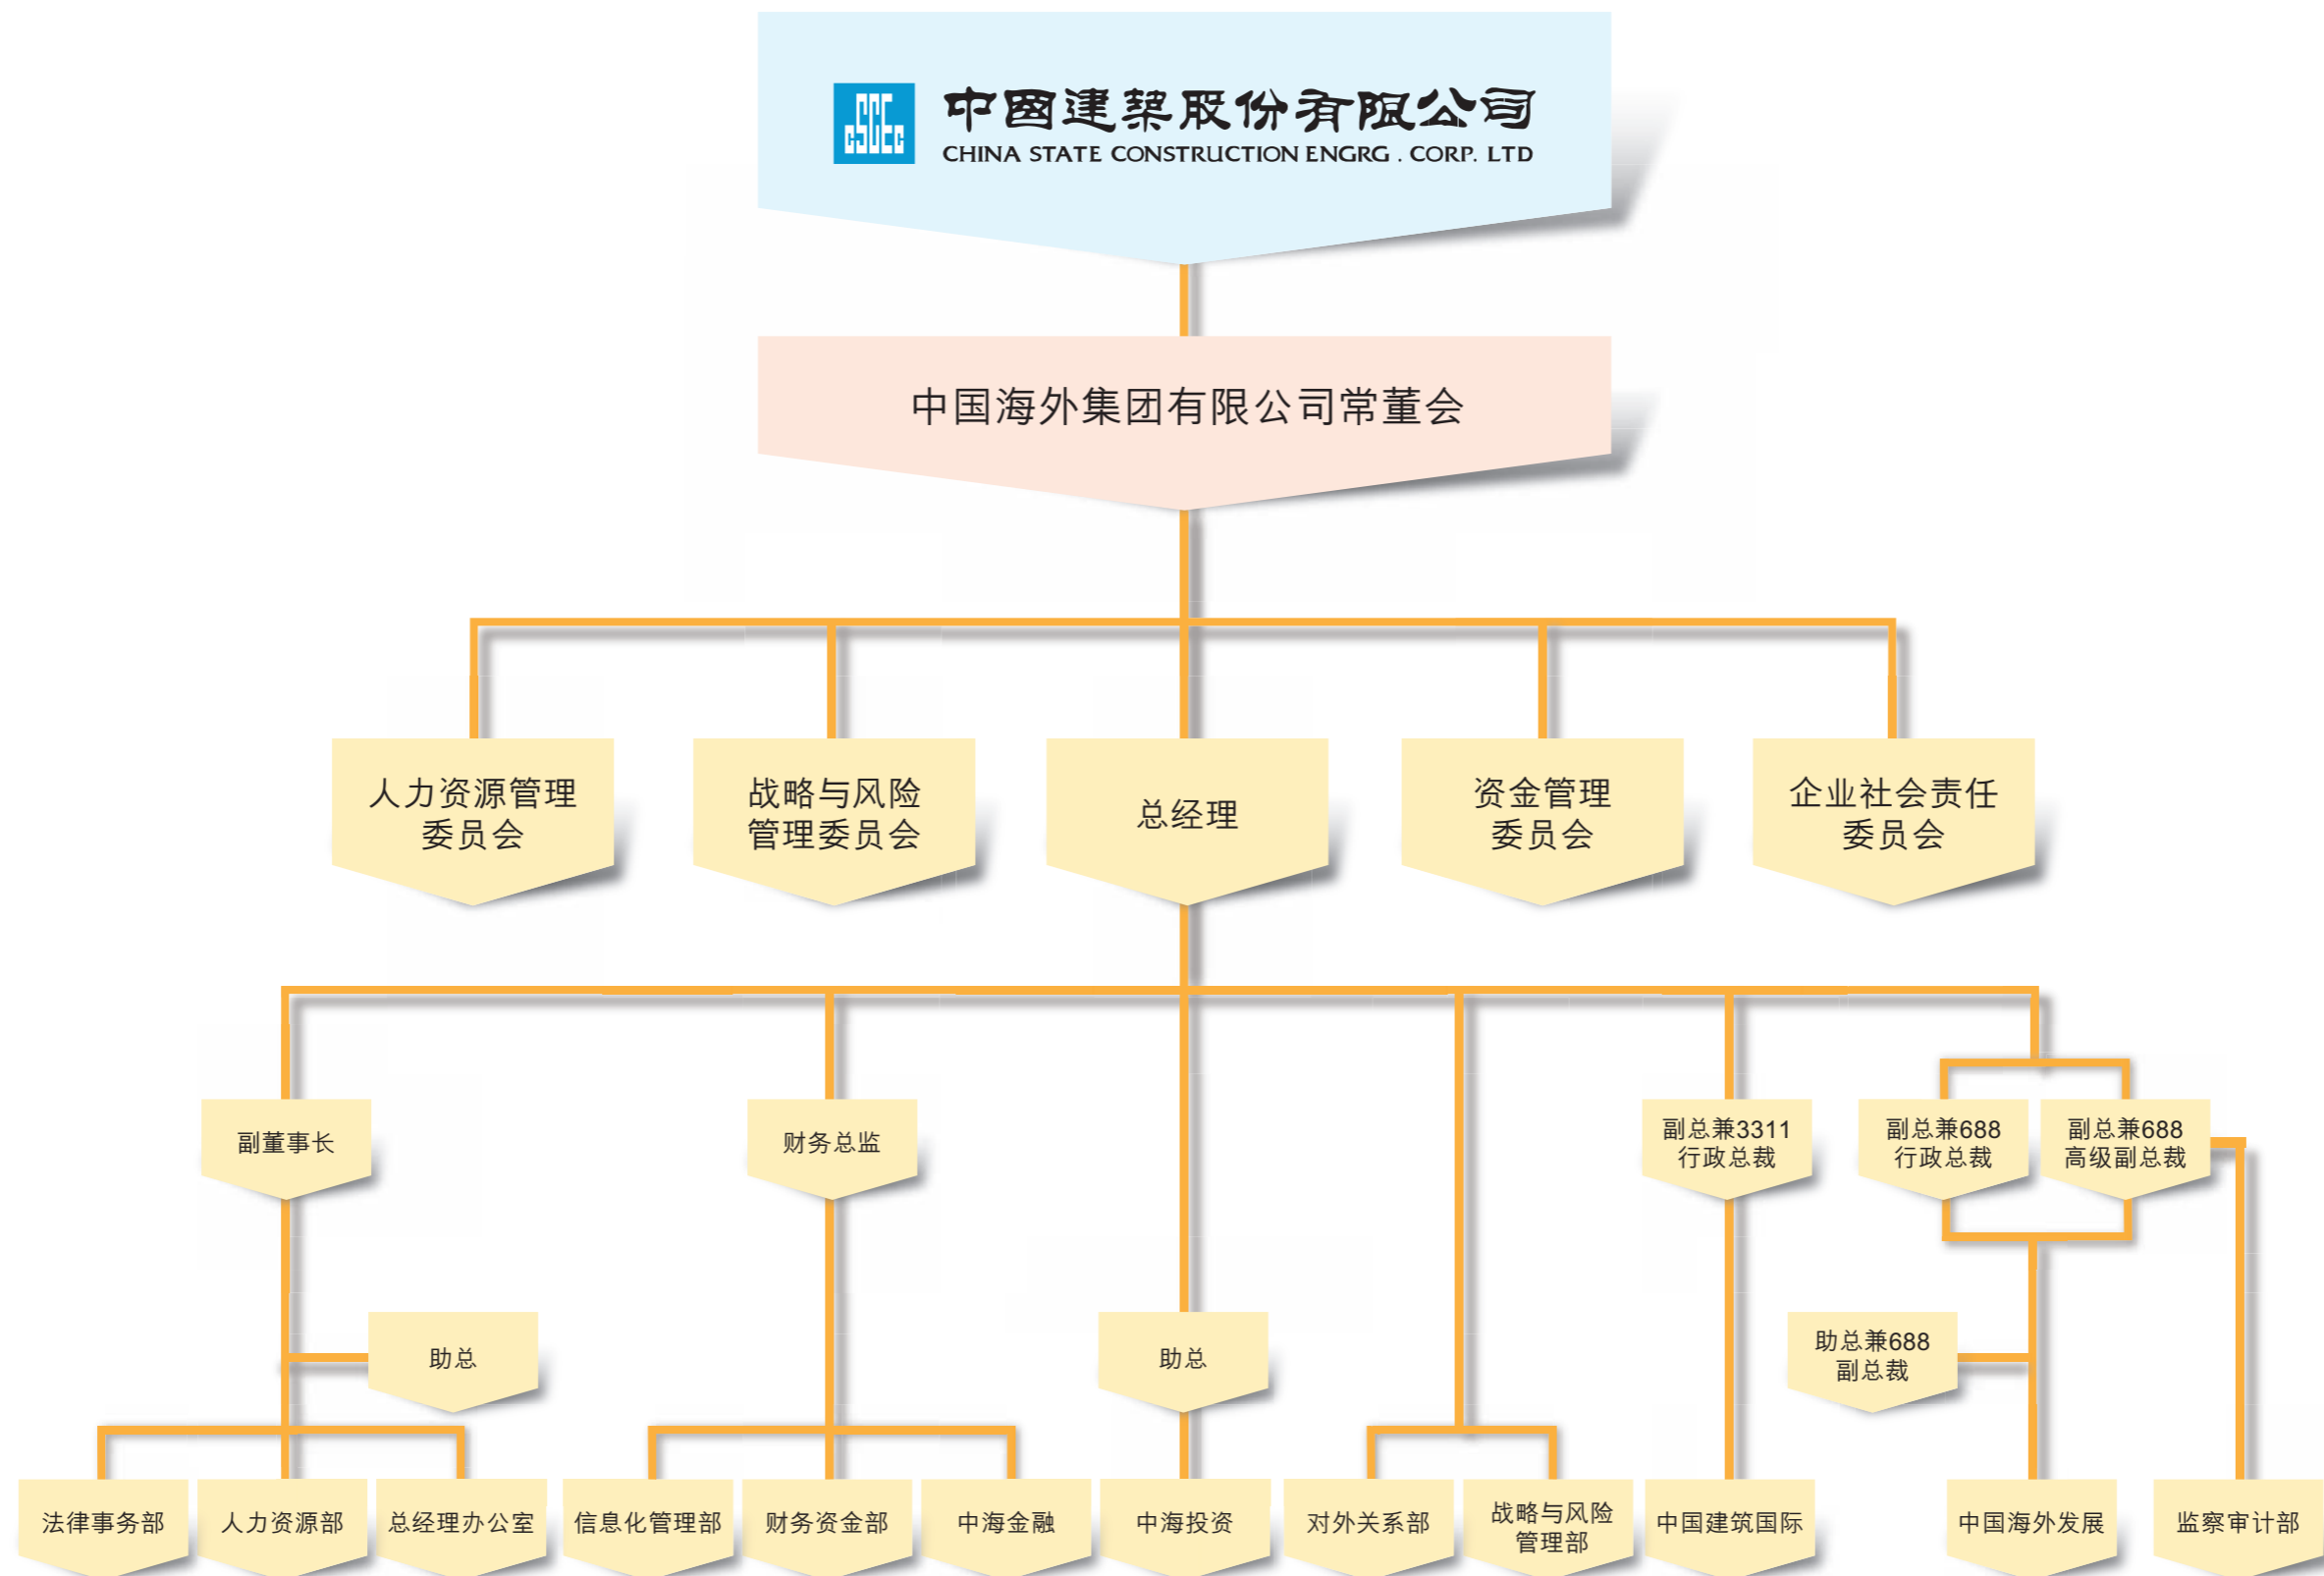 CSCEC
中國建築股份有限公司
CHINA STATE CONSTRUCTION ENGRG . CORP. LTD
中国海外集团有限公司常董会
人力资源管理
委员会
战略与风险
管理委员会
总经理
资金管理
委员会
企业社会责任
委员会
副董事长
财务总监
副总兼3311
行政总裁
副总兼688
行政总裁
副总兼688
高级副总裁
助总
助总
助总兼688
副总裁
法律事务部
人力资源部
总经理办公室
信息化管理部
财务资金部
中海金融
中海投资
对外关系部
战略与风险
管理部
中国建筑国际
中国海外发展
监察审计部